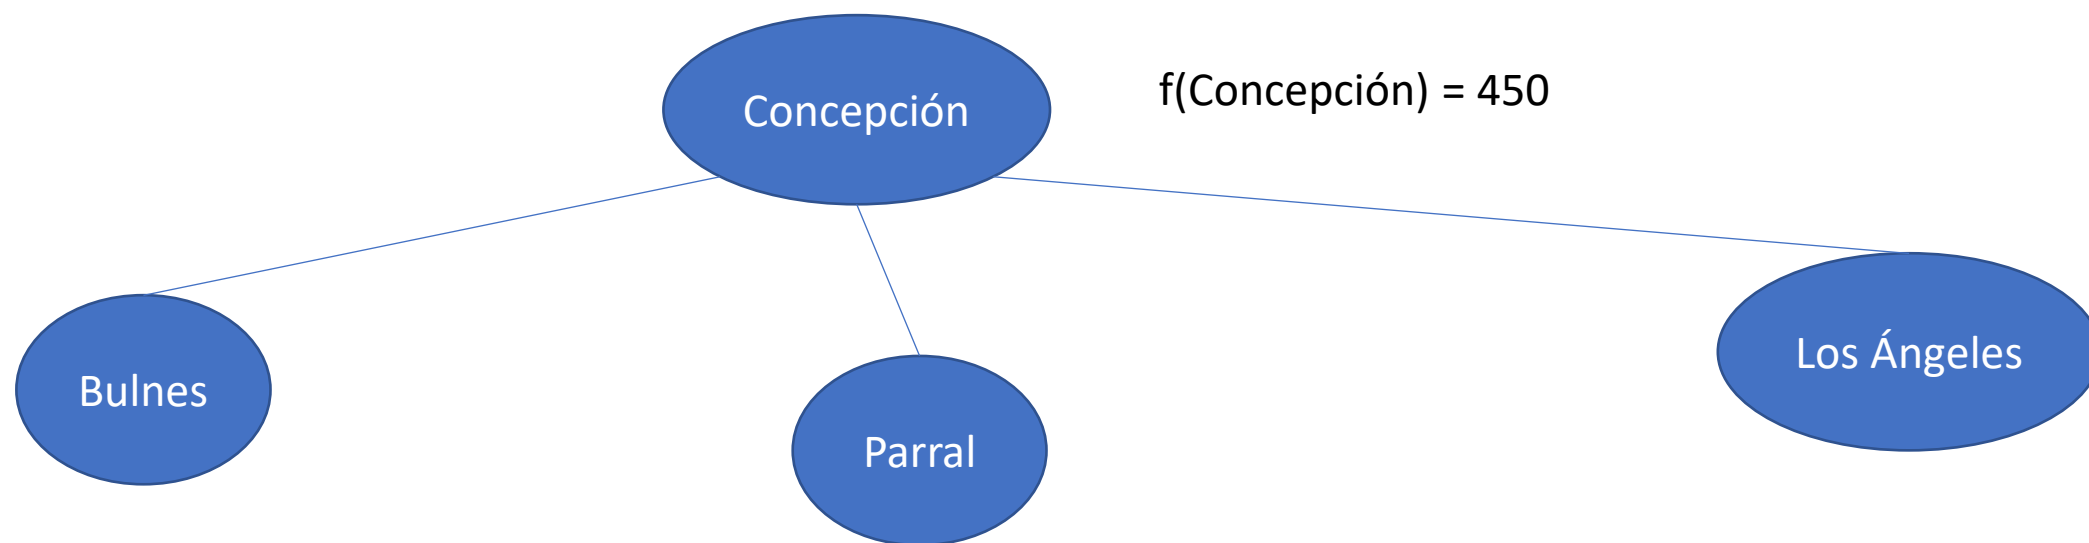 Concepción
f(Concepción) = 450
Bulnes
Parral
Los Ángeles